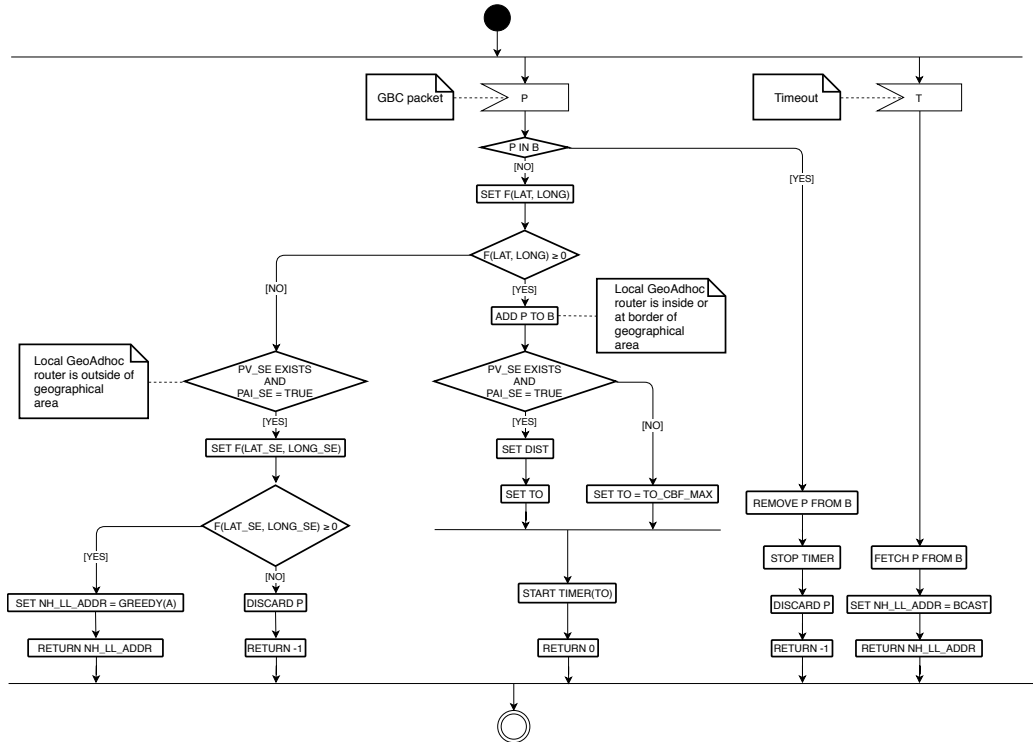 GBC packet
P
Timeout
T
P IN B
[NO]
[YES]
SET F(LAT, LONG)
F(LAT, LONG) ≥ 0
[NO]
[YES]
ADD P TO B
Local GeoAdhoc
router is inside or
at border of
geographical
area
Local GeoAdhoc
router is outside of
geographical
area
PV_SE EXISTS
AND
PAI_SE = TRUE
PV_SE EXISTS
AND
PAI_SE = TRUE
[YES]
[YES]
[NO]
SET F(LAT_SE, LONG_SE)
SET DIST
SET TO
SET TO = TO_CBF_MAX
REMOVE P FROM B
F(LAT_SE, LONG_SE) ≥ 0
[YES]
[NO]
STOP TIMER
FETCH P FROM B
SET NH_LL_ADDR = GREEDY(A)
DISCARD P
START TIMER(TO)
DISCARD P
SET NH_LL_ADDR = BCAST
RETURN NH_LL_ADDR
RETURN -1
RETURN 0
RETURN -1
RETURN NH_LL_ADDR